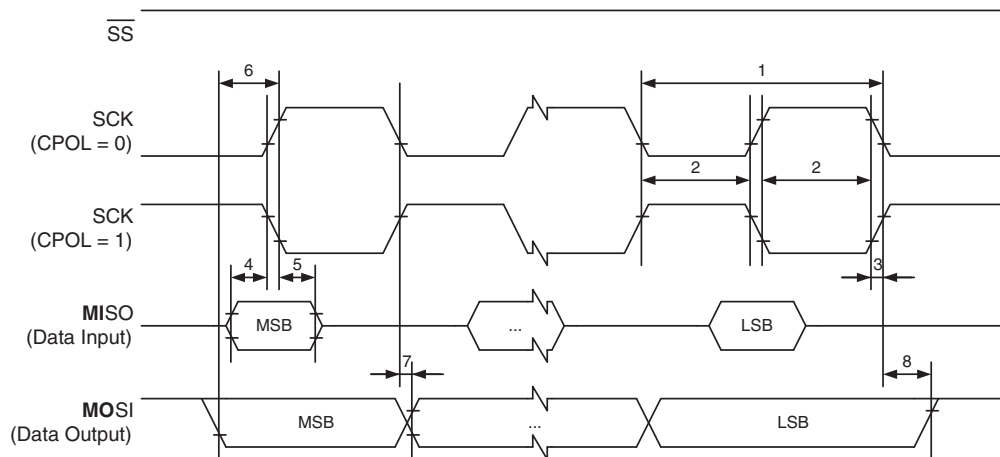 SS
6
1
SCK
(CPOL = 0)
2
2
SCK
(CPOL = 1)
4
5
3
MISO
(Data Input)
MSB
...
LSB
7
8
MOSI
(Data Output)
MSB
...
LSB